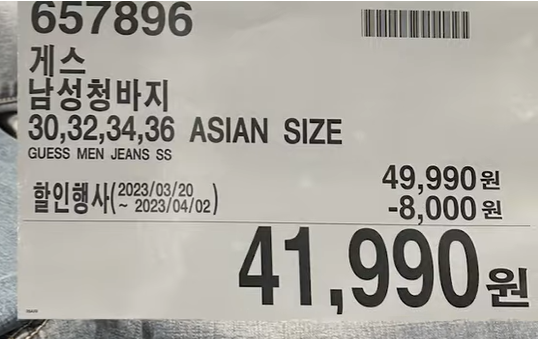 657896
게스
남성청바지
30,32,34,36 ASIAN SIZE
GUESS MEN JEANS SS
49,990원
할인행사(2023/03/20 ~ 2023/04/02) -8,000원
41,990원